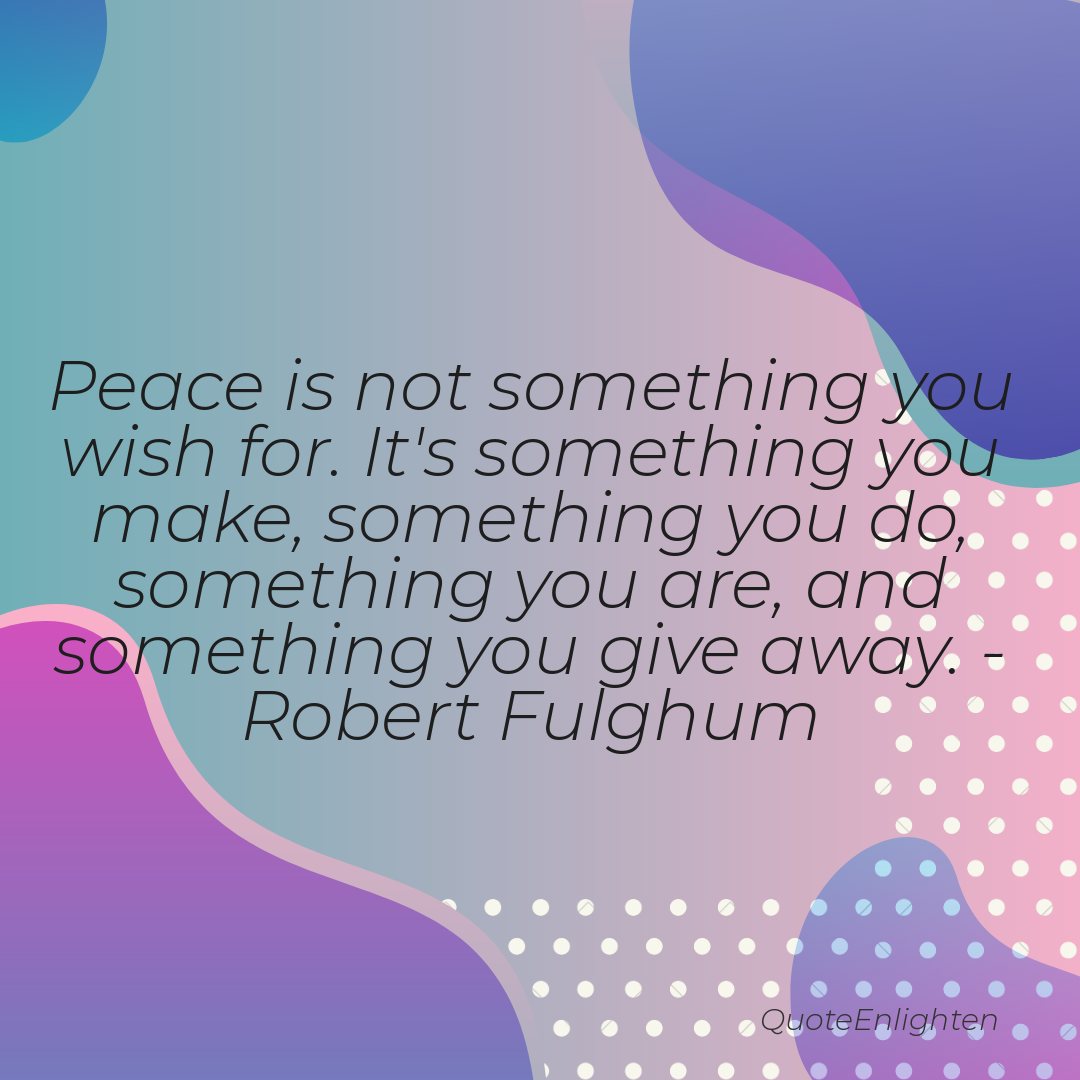 Peace is not something you
wish for. It's something you
make, something you do,
something you are, and
something you give away. -
Robert Fulghum
QuoteEnlighten